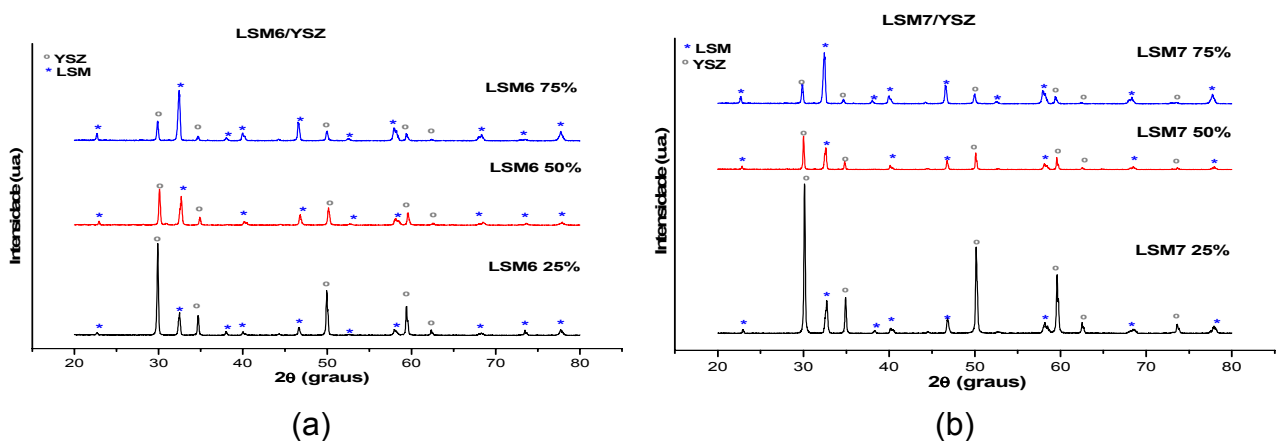 LSM6/YSZ
o YSZ
* LSM
LSM6 75%
LSM6 50%
LSM6 25%
Intensidade (u.a.)
20 30 40 50 60 70 80
2θ (graus)
(a)
LSM7/YSZ
* LSM
o YSZ
LSM7 75%
LSM7 50%
LSM7 25%
Intensidade (u.a.)
20 30 40 50 60 70 80
2θ (graus)
(b)